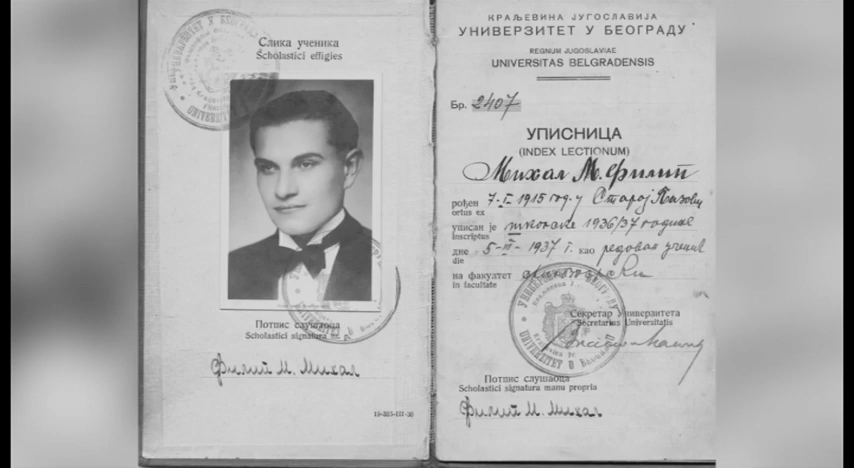 Слика ученика
Scholastici effigies
Потпис слушаоца
Scholastici signatura
Филип М. Михал
КРАЉЕВИНА ЈУГОСЛАВИЈА
УНИВЕРЗИТЕТ У БЕОГРАДУ
REGNUM JUGOSLAVIAE
UNIVERSITAS BELGRADENSIS
Бр. 2407
УПИСНИЦА
(INDEX LECTIONUM)
Михал М. Филип
рођен 7-I-1915 год. у Старој Пазови
ortus ex
уписан је школске 1936/37 године
inscriptus
дне 5-III-1937 г. као редован ученик
die
на факултет филозофски
in facultate
Секретар Универзитета
Secretarius Universitatis
Потпис слушаоца
Scholastici signatura manu propria
Филип М. Михал